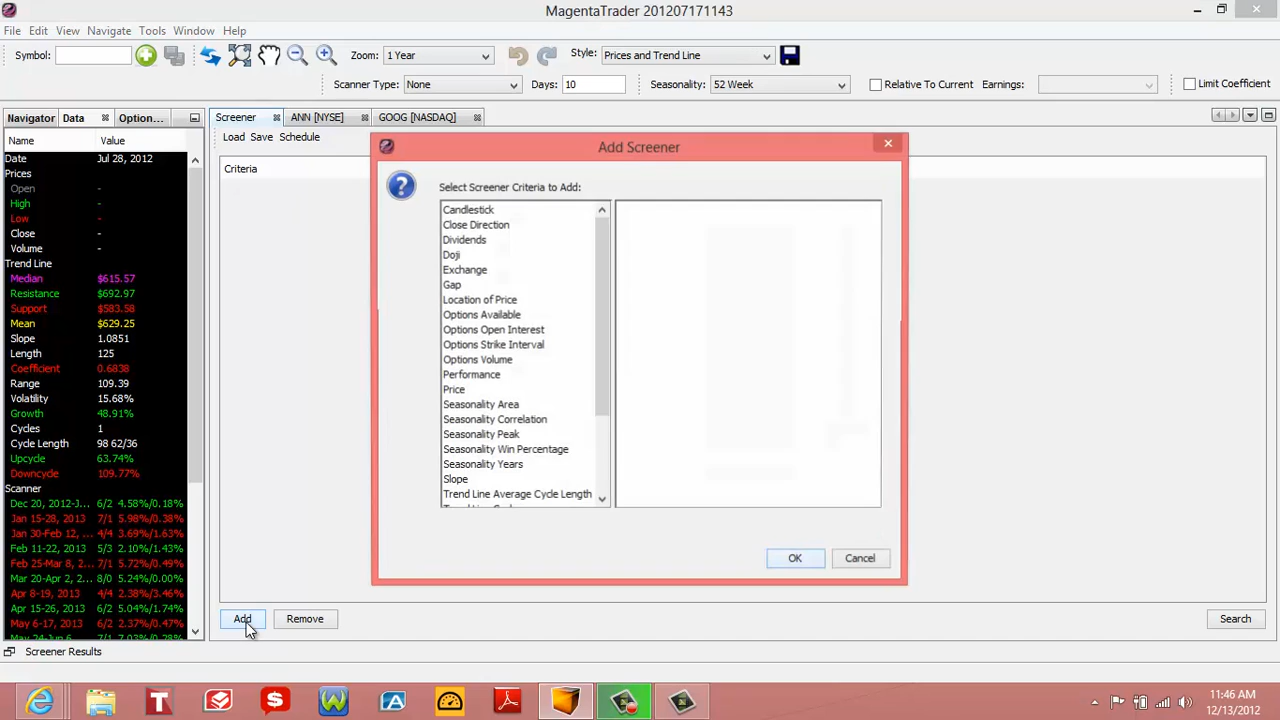 MagentaTrader 201207171143
File Edit View Navigate Tools Window Help
Symbol: Zoom: 1 Year Style: Prices and Trend Line
Scanner Type: None Days: 10 Seasonality: 52 Week Relative To Current Earnings: Limit Coefficient
Navigator Data Option... Screener ANN [NYSE] GOOG [NASDAQ]
Load Save Schedule
Criteria
Name Value
Date Jul 28, 2012
Prices
Open -
High -
Low -
Close -
Volume -
Trend Line
Median $615.57
Resistance $692.97
Support $583.58
Mean $629.25
Slope 1.0851
Length 125
Coefficient 0.6838
Range 109.39
Volatility 15.68%
Growth 48.91%
Cycles 1
Cycle Length 98 62/36
Upcycle 63.74%
Downcycle 109.77%
Scanner
Dec 20, 2012-J... 6/2 4.58%/0.18%
Jan 15-28, 2013 7/1 5.98%/0.38%
Jan 30-Feb 12, ... 4/4 3.69%/1.63%
Feb 11-22, 2013 5/3 2.10%/1.43%
Feb 25-Mar 8, 2... 7/1 5.72%/0.49%
Mar 20-Apr 2, 2... 8/0 5.24%/0.00%
Apr 8-19, 2013 4/4 2.38%/3.46%
Apr 15-26, 2013 6/2 5.04%/1.74%
May 6-17, 2013 6/2 2.37%/0.47%
Add Screener
Select Screener Criteria to Add:
Candlestick
Close Direction
Dividends
Doji
Exchange
Gap
Location of Price
Options Available
Options Open Interest
Options Strike Interval
Options Volume
Performance
Price
Seasonality Area
Seasonality Correlation
Seasonality Peak
Seasonality Win Percentage
Seasonality Years
Slope
Trend Line Average Cycle Length
OK Cancel
Add Remove Search
Screener Results
11:46 AM
12/13/2012